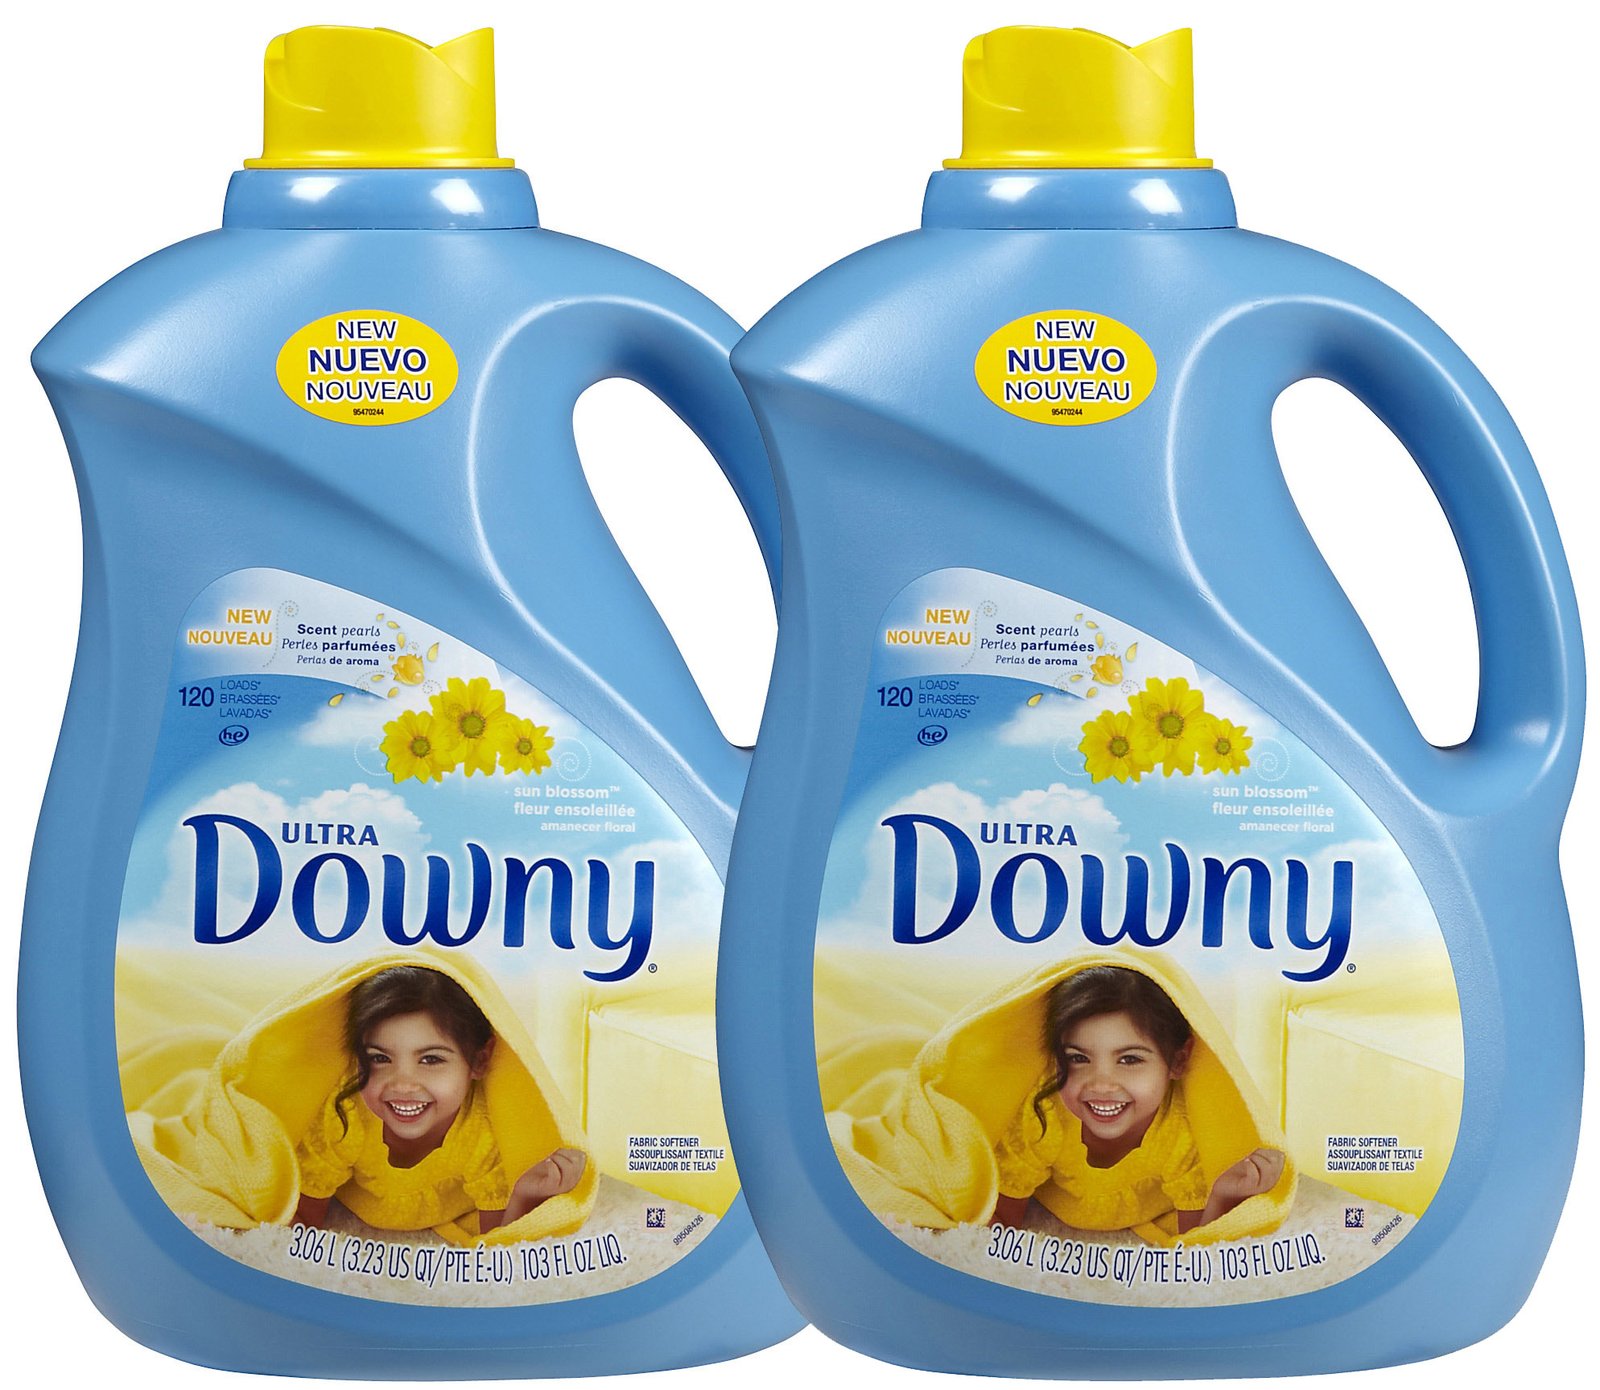 NEW
NUEVO
NOUVEAU
95470244
NEW
NOUVEAU
Scent pearls
Perles parfumées
Perlas de aroma
120 LOADS*
BRASSÉES*
LAVADAS*
he
sun blossom™
fleur ensoleillée
amanecer floral
ULTRA
Downy®
FABRIC SOFTENER
ASSOUPLISSANT TEXTILE
SUAVIZADOR DE TELAS
99508426
3.06 L (3.23 US QT/PTE É.-U.) 103 FL OZ LIQ.
NEW
NUEVO
NOUVEAU
95470244
NEW
NOUVEAU
Scent pearls
Perles parfumées
Perlas de aroma
120 LOADS*
BRASSÉES*
LAVADAS*
he
sun blossom™
fleur ensoleillée
amanecer floral
ULTRA
Downy®
FABRIC SOFTENER
ASSOUPLISSANT TEXTILE
SUAVIZADOR DE TELAS
99508426
3.06 L (3.23 US QT/PTE É.-U.) 103 FL OZ LIQ.